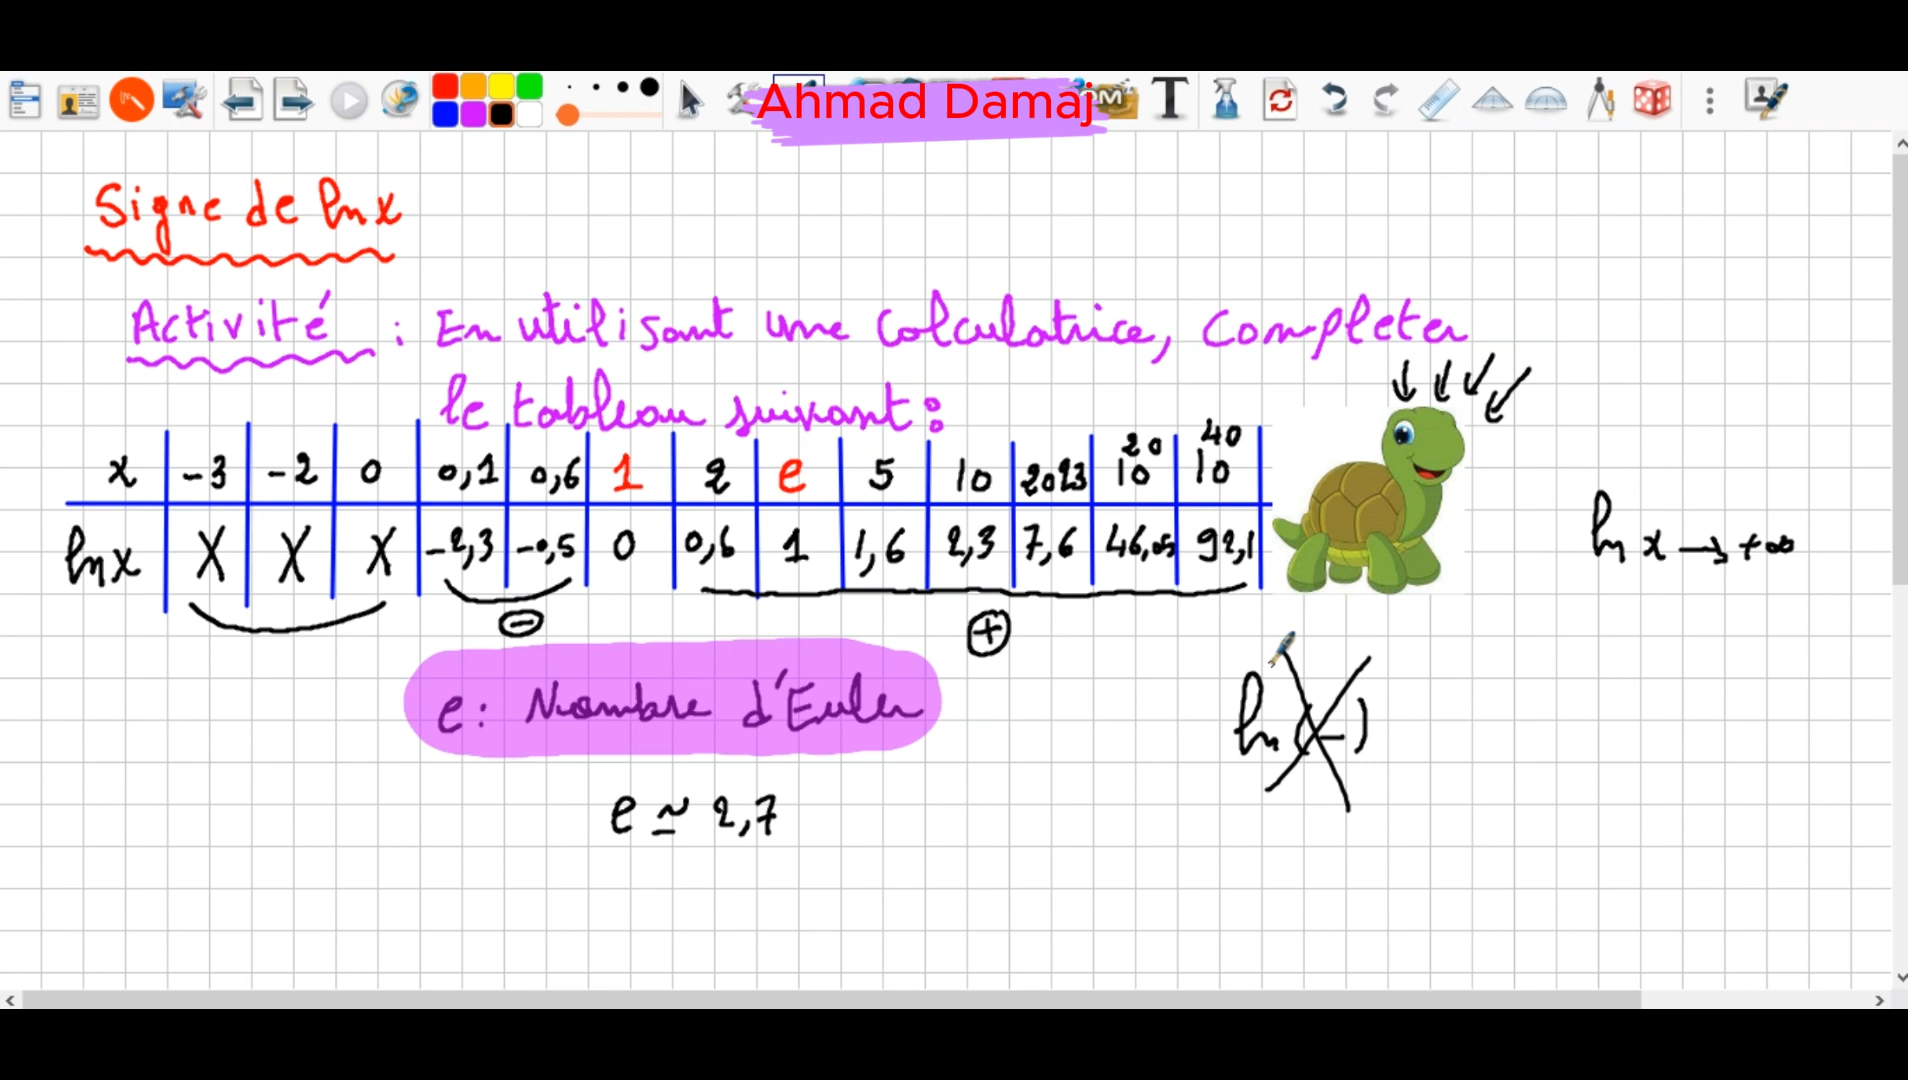 Ahmad Damaj
Signe de ln x
Activité : En utilisant une calculatrice, completer
le tableau suivant :
x -3 -2 0 0,1 0,6 1 2 e 5 10 2023 10^20 10^40
ln x X X X -2,3 -0,5 0 0,6 1 1,6 2,3 7,6 46,05 92,1
ln x → +∞
- +
e : Nombre d'Euler
ln (-)
e ≃ 2,7